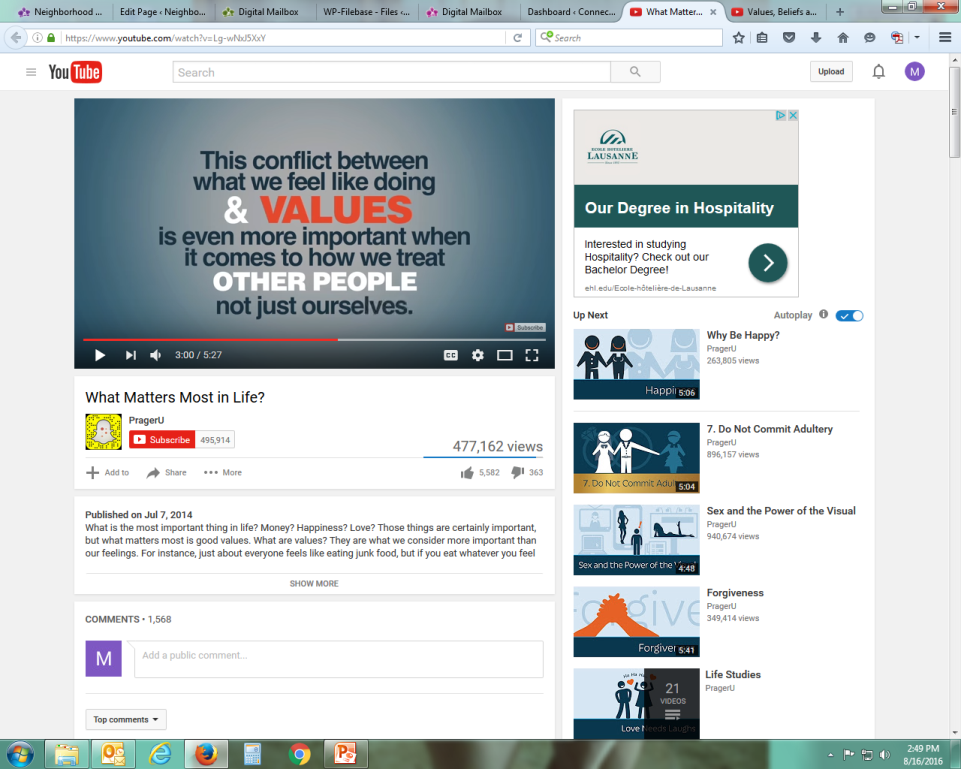 Neighborhood ...
Edit Page ‹ Neighbo...
Digital Mailbox
WP-Filebase - Files ‹...
Digital Mailbox
Dashboard ‹ Connec...
What Matter...
Values, Beliefs a...
https://www.youtube.com/watch?v=Lg-wNxJ5XxY
Search
YouTube
Search
Upload
M
This conflict between
what we feel like doing
& VALUES
is even more important when
it comes to how we treat
OTHER PEOPLE
not just ourselves.
Subscribe
3:00 / 5:27
CC
What Matters Most in Life?
PragerU
Subscribe 495,914
477,162 views
Add to
Share
More
5,582
363
Published on Jul 7, 2014
What is the most important thing in life? Money? Happiness? Love? Those things are certainly important,
but what matters most is good values. What are values? They are what we consider more important than
our feelings. For instance, just about everyone feels like eating junk food, but if you eat whatever you feel
SHOW MORE
COMMENTS • 1,568
M
Add a public comment...
Top comments
ECOLE HOTELIERE
LAUSANNE
Our Degree in Hospitality
Interested in studying
Hospitality? Check out our
Bachelor Degree!
ehl.edu/Ecole-hôtelière-de-Lausanne
Up Next
Autoplay
Happi
5:06
Why Be Happy?
PragerU
263,805 views
7. Do Not Commit Adu
5:04
7. Do Not Commit Adultery
PragerU
896,157 views
Sex and the Power of the
4:48
Sex and the Power of the Visual
PragerU
940,674 views
Forgive
Forgive
5:41
Forgiveness
PragerU
349,414 views
Ha Ha Ha
21
VIDEOS
Love Needs Laughs
Life Studies
PragerU
2:49 PM
8/16/2016